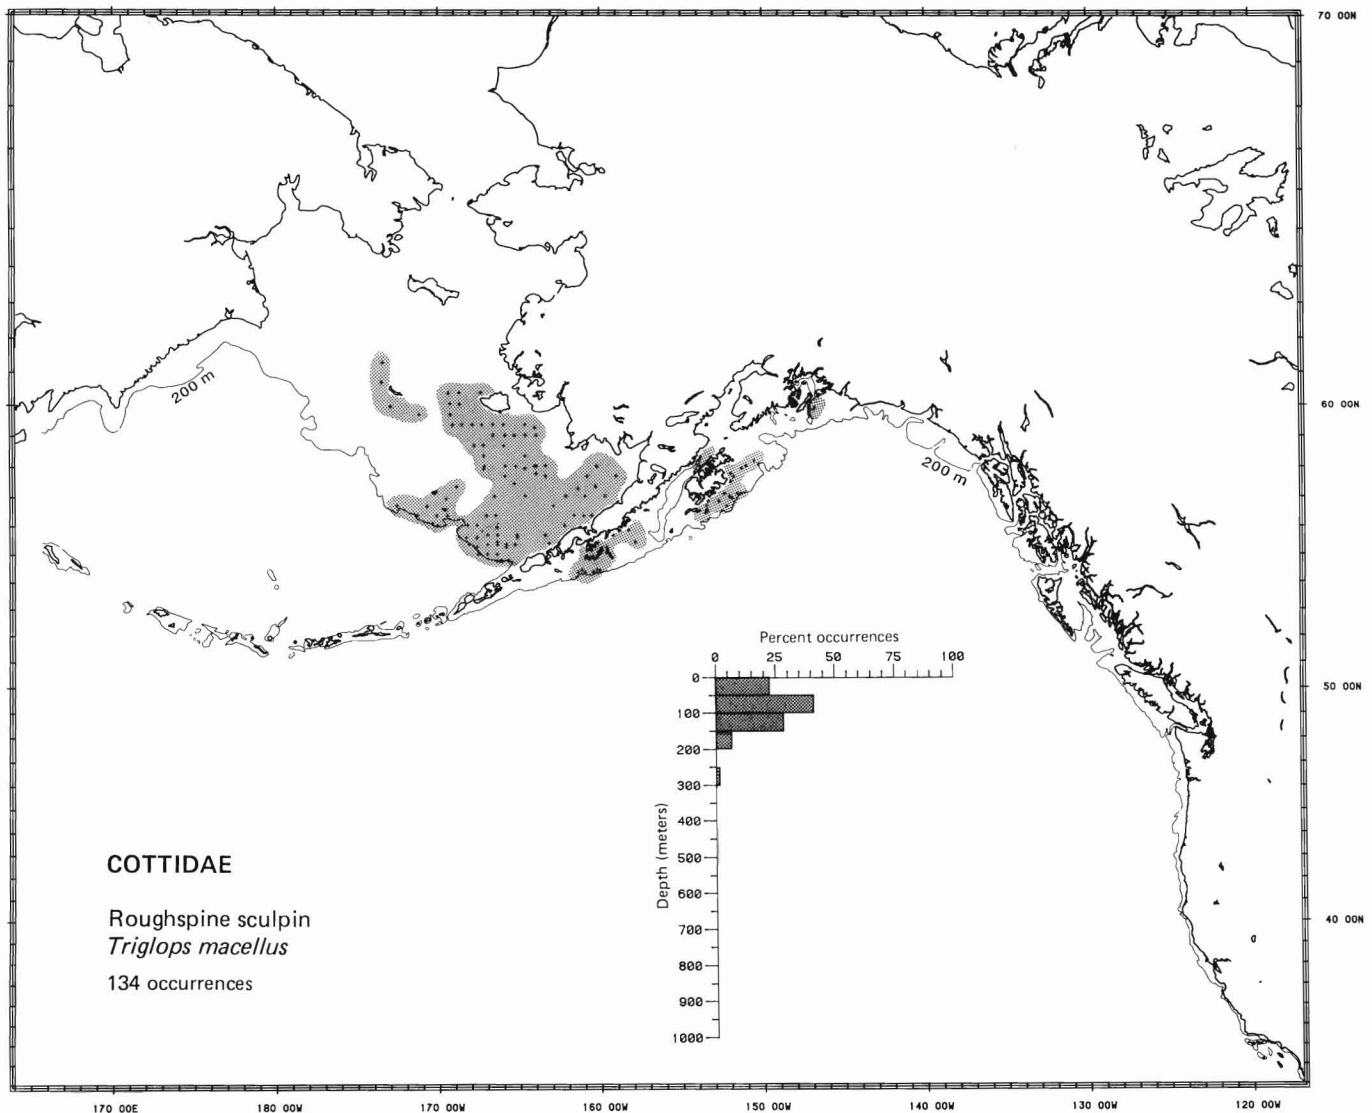 70 00N
200 m
60 00N
200 m
Percent occurrences
0 25 50 75 100
50 00N
0
100
200
300
400
500
600
700
800
900
1000
Depth (meters)
COTTIDAE
Roughspine sculpin
Triglops macellus
134 occurrences
40 00N
170 00E 180 00W 170 00W 160 00W 150 00W 140 00W 130 00W 120 00W